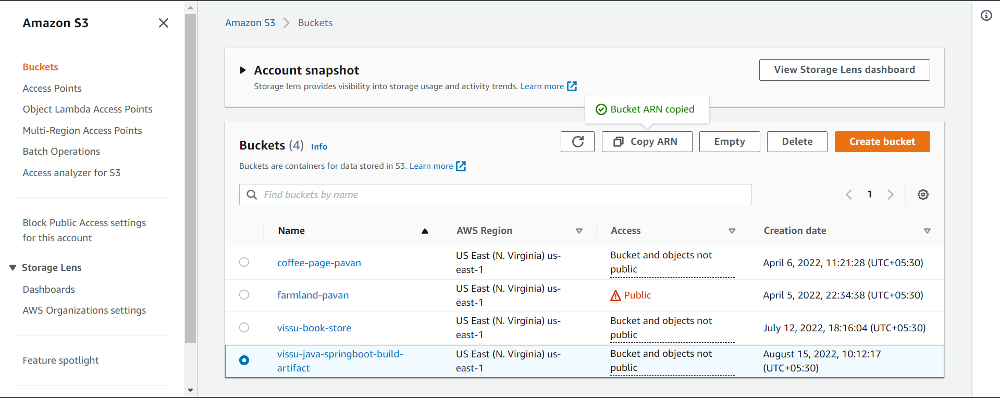 Amazon S3
Buckets
Access Points
Object Lambda Access Points
Multi-Region Access Points
Batch Operations
Access analyzer for S3
Block Public Access settings
for this account
Storage Lens
Dashboards
AWS Organizations settings
Feature spotlight
Amazon S3 Buckets
Account snapshot
View Storage Lens dashboard
Storage lens provides visibility into storage usage and activity trends. Learn more
Bucket ARN copied
Buckets (4) Info
Copy ARN Empty Delete Create bucket
Buckets are containers for data stored in S3. Learn more
Find buckets by name
1
Name AWS Region Access Creation date
coffee-page-pavan
US East (N. Virginia) us-
east-1
Bucket and objects not
public
April 6, 2022, 11:21:28 (UTC+05:30)
farmland-pavan
US East (N. Virginia) us-
east-1
Public
April 5, 2022, 22:34:38 (UTC+05:30)
vissu-book-store
US East (N. Virginia) us-
east-1
Bucket and objects not
public
July 12, 2022, 18:16:04 (UTC+05:30)
vissu-java-springboot-build-
artifact
US East (N. Virginia) us-
east-1
Bucket and objects not
public
August 15, 2022, 10:12:17
(UTC+05:30)